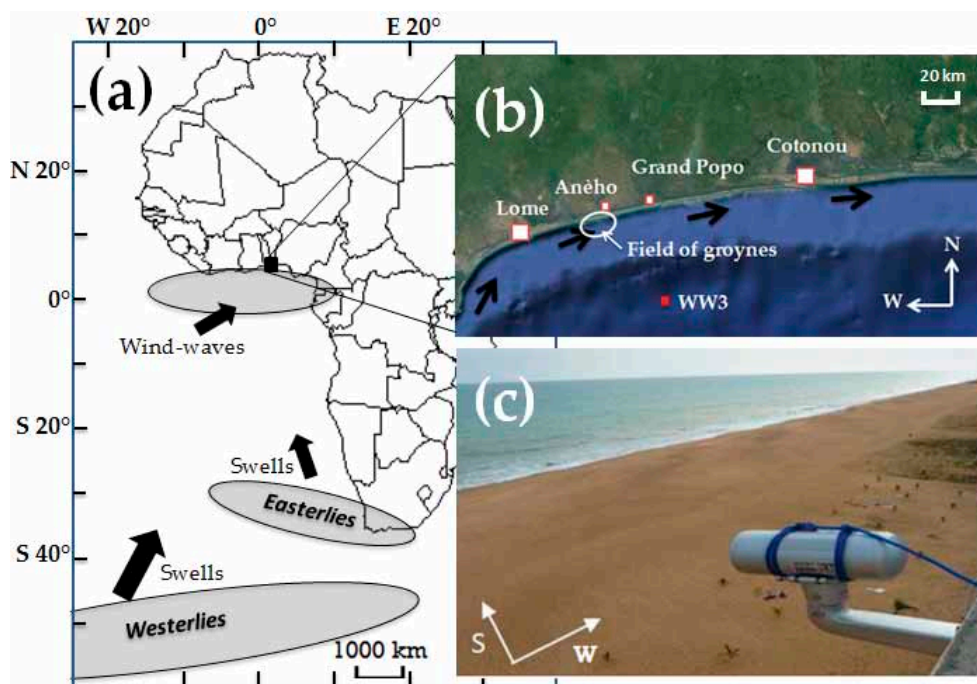 W 20° 0° E 20°
(a)
N 20°
0°
Wind-waves
S 20°
Swells
Easterlies
S 40°
Swells
Westerlies
1000 km
(b)
20 km
Cotonou
Grand Popo
Anèho
Lome
Field of groynes
N
W
WW3
(c)
S
W